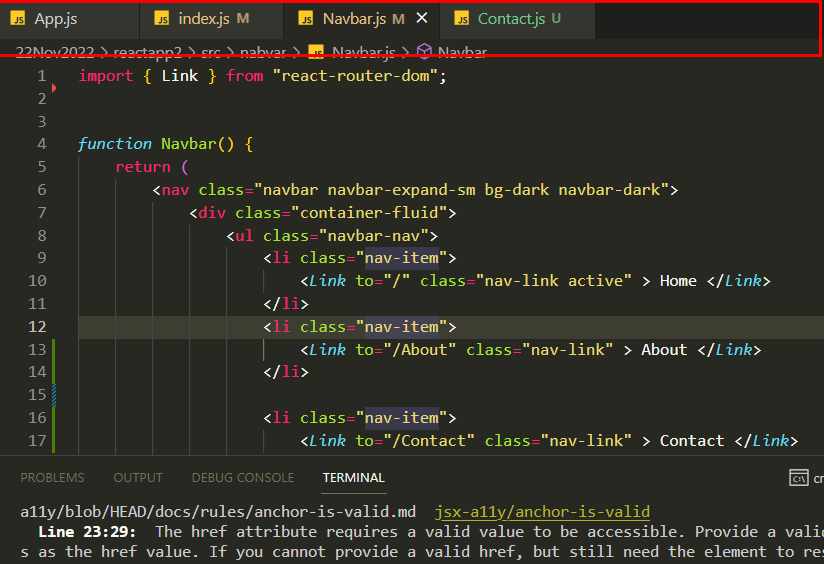 JS App.js JS index.js M JS Navbar.js M × JS Contact.js U
22Nov2022 > reactapp2 > src > nabvar > JS Navbar.js > Navbar
1 import { Link } from "react-router-dom";
2
3
4 function Navbar() {
5 return (
6 <nav class="navbar navbar-expand-sm bg-dark navbar-dark">
7 <div class="container-fluid">
8 <ul class="navbar-nav">
9 <li class="nav-item">
10 <Link to="/" class="nav-link active" > Home </Link>
11 </li>
12 <li class="nav-item">
13 <Link to="/About" class="nav-link" > About </Link>
14 </li>
15
16 <li class="nav-item">
17 <Link to="/Contact" class="nav-link" > Contact </Link>
PROBLEMS OUTPUT DEBUG CONSOLE TERMINAL
a11y/blob/HEAD/docs/rules/anchor-is-valid.md jsx-a11y/anchor-is-valid
Line 23:29: The href attribute requires a valid value to be accessible. Provide a
s as the href value. If you cannot provide a valid href, but still need the element to